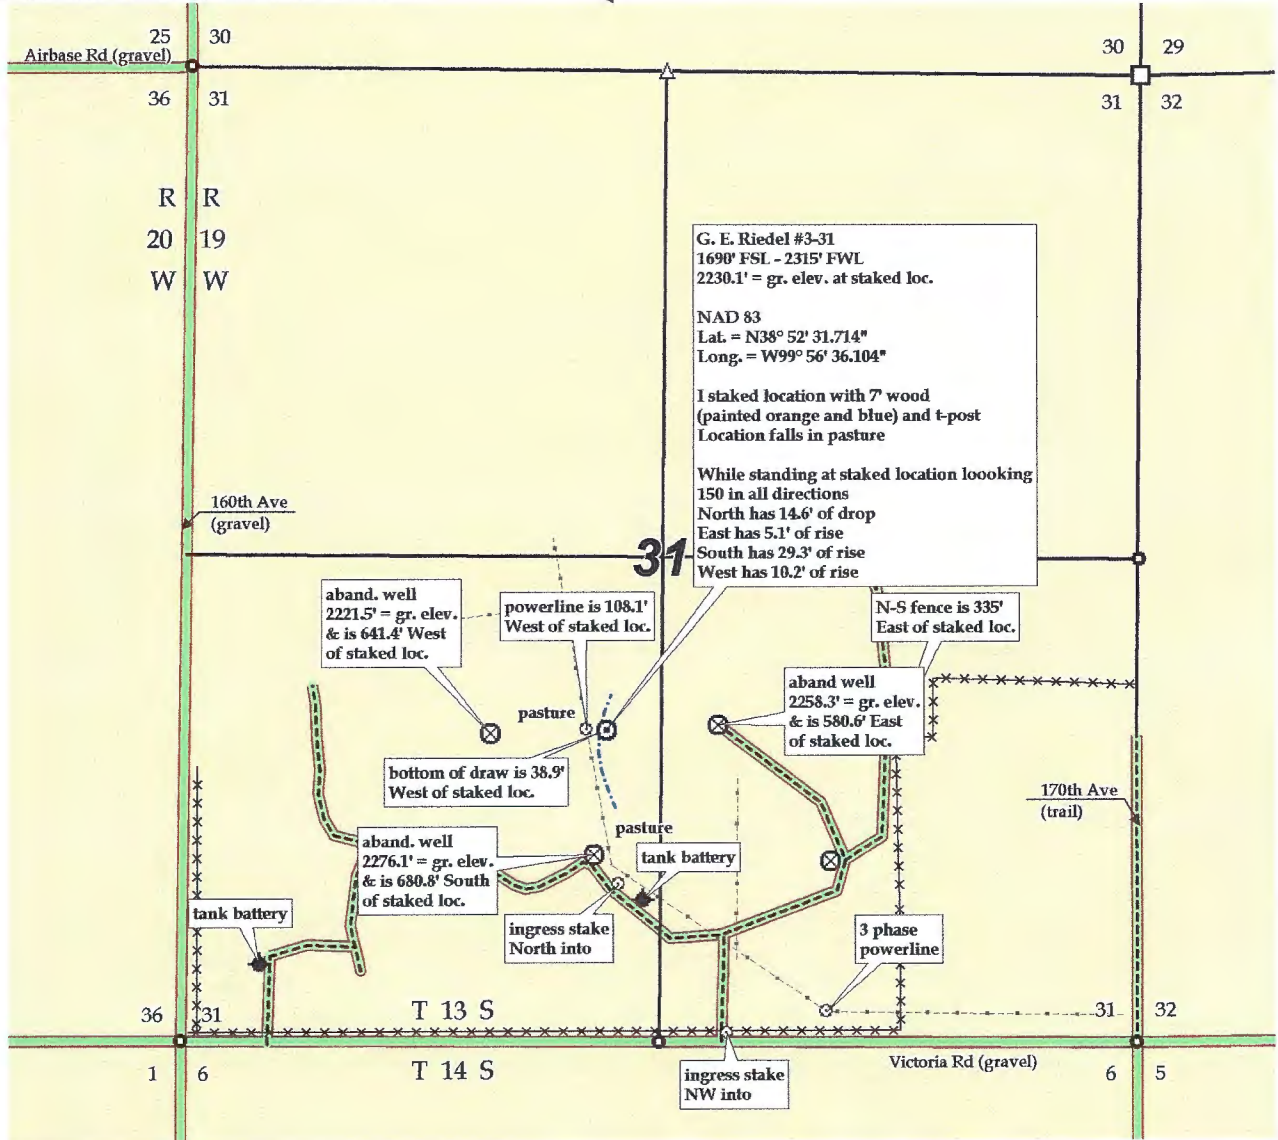 25 30
Airbase Rd (gravel)
36 31
30 29
31 32
R R
20 19
W W
G. E. Riedel #3-31
1690' FSL - 2315' FWL
2230.1' = gr. elev. at staked loc.
NAD 83
Lat. = N38° 52' 31.714"
Long. = W99° 56' 36.104"
I staked location with 7' wood
(painted orange and blue) and t-post
Location falls in pasture
While standing at staked location loooking
150 in all directions
North has 14.6' of drop
East has 5.1' of rise
South has 29.3' of rise
West has 10.2' of rise
160th Ave
(gravel)
31
aband. well
2221.5' = gr. elev.
& is 641.4' West
of staked loc.
powerline is 108.1'
West of staked loc.
N-S fence is 335'
East of staked loc.
aband well
2258.3' = gr. elev.
& is 580.6' East
of staked loc.
pasture
bottom of draw is 38.9'
West of staked loc.
170th Ave
(trail)
pasture
aband. well
2276.1' = gr. elev.
& is 680.8' South
of staked loc.
tank battery
tank battery
ingress stake
North into
3 phase
powerline
36 31
T 13 S
31 32
1 6
T 14 S
Victoria Rd (gravel)
6 5
ingress stake
NW into